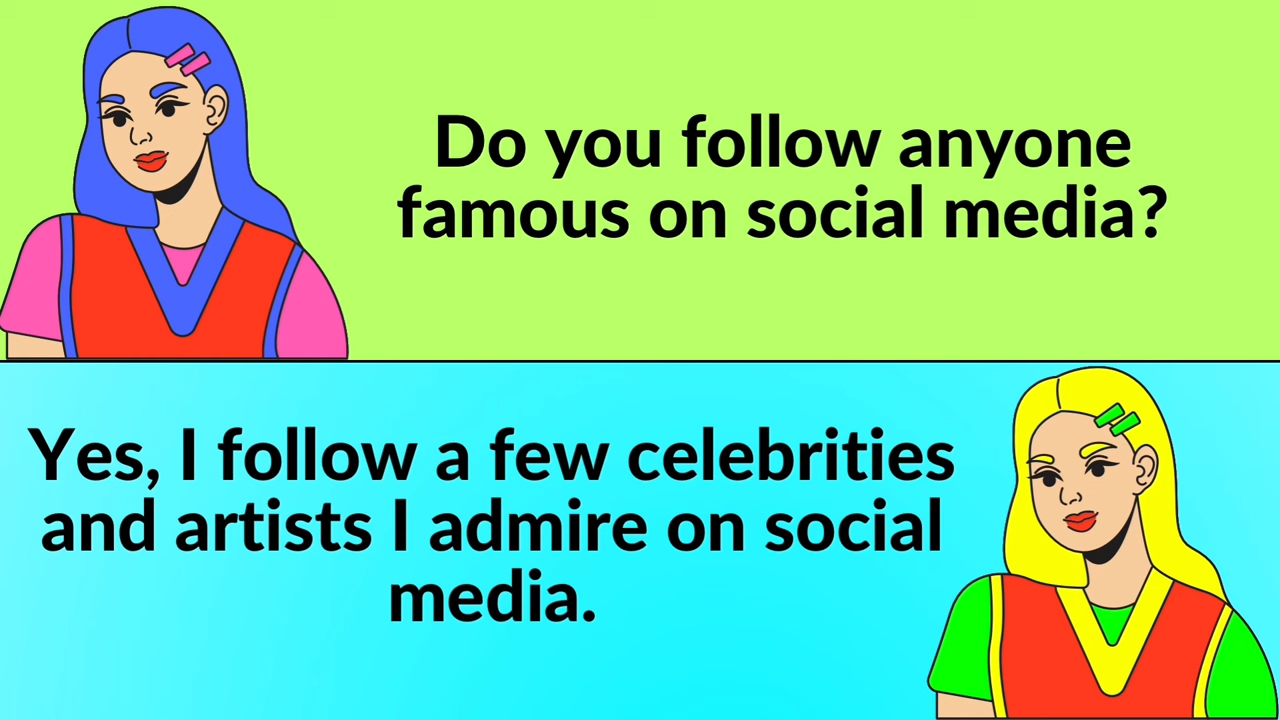 Do you follow anyone
famous on social media?
Yes, I follow a few celebrities
and artists I admire on social
media.